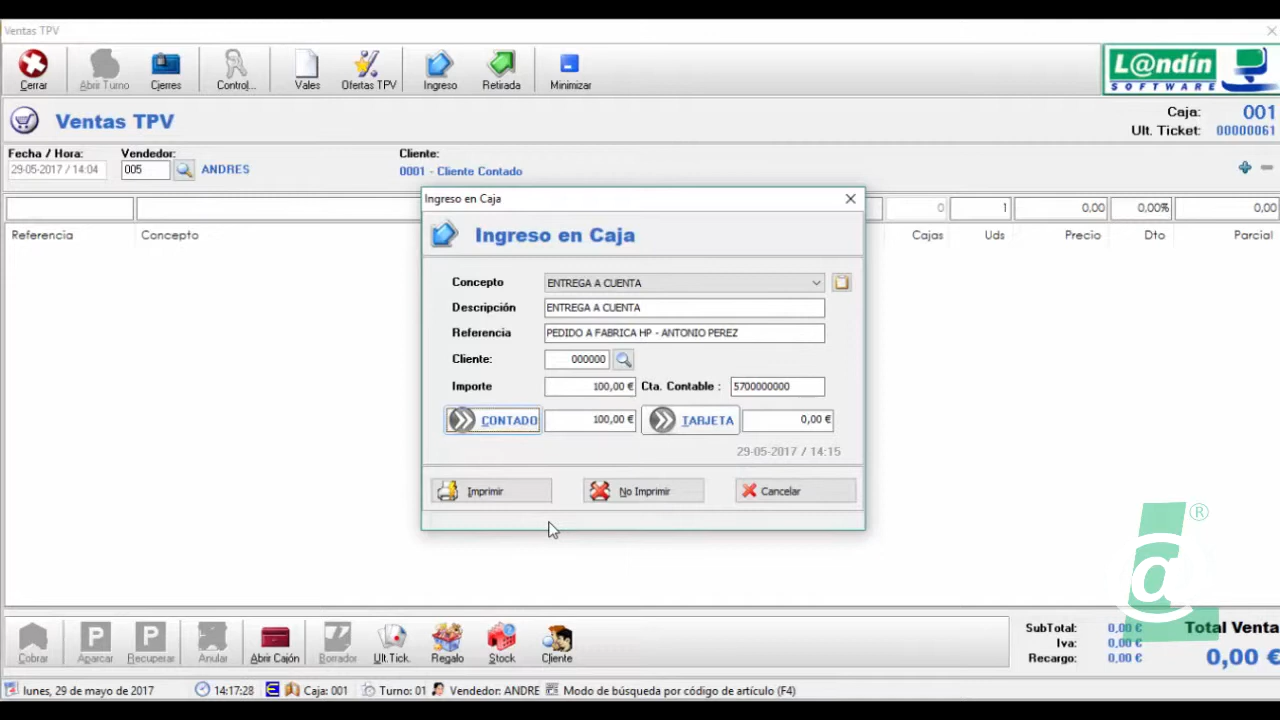 Ventas TPV
Cerrar
Abrir Turno
Cierres
Control...
Vales
Ofertas TPV
Ingreso
Retirada
Minimizar
L@ndín
SOFTWARE
Ventas TPV
Caja: 001
Ult. Ticket: 00000061
Fecha / Hora:
Vendedor:
Cliente:
29-05-2017 / 14:04
005
ANDRES
0001 - Cliente Contado
0
1
0,00
0,00%
0,00
Referencia
Concepto
Cajas
Uds
Precio
Dto
Parcial
Ingreso en Caja
Ingreso en Caja
Concepto ENTREGA A CUENTA
Descripción ENTREGA A CUENTA
Referencia PEDIDO A FABRICA HP - ANTONIO PEREZ
Cliente: 000000
Importe 100,00 € Cta. Contable : 5700000000
CONTADO 100,00 € TARJETA 0,00 €
29-05-2017 / 14:15
Imprimir
No Imprimir
Cancelar
@®
Cobrar
Aparcar
Recuperar
Anular
Abrir Cajón
Borrador
Ult.Tick.
Regalo
Stock
Cliente
SubTotal: 0,00 €
Iva: 0,00 €
Recargo: 0,00 €
Total Venta
0,00 €
lunes, 29 de mayo de 2017
14:17:28
Caja: 001
Turno: 01
Vendedor: ANDRE
Modo de búsqueda por código de artículo (F4)